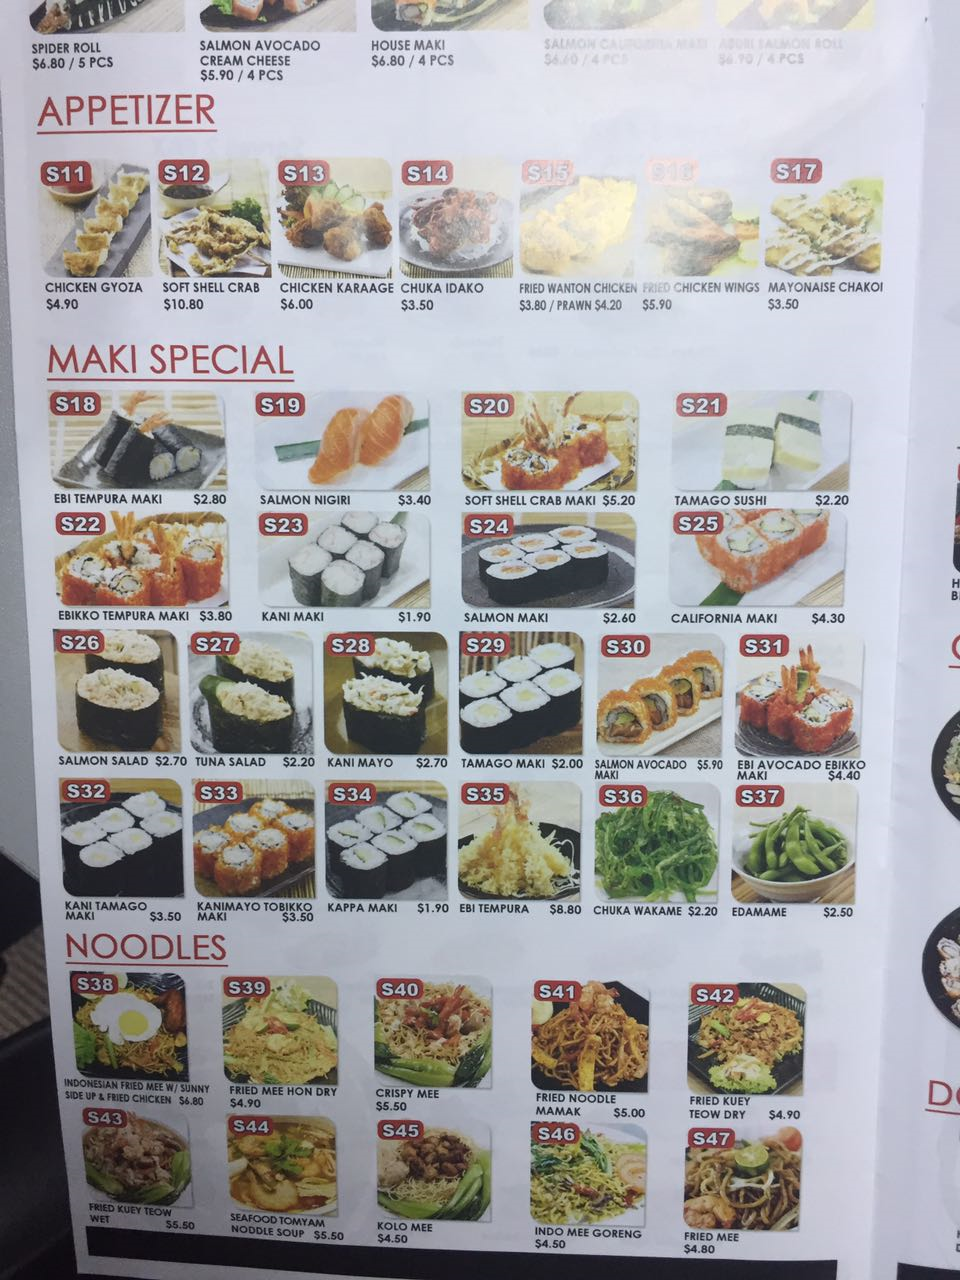 SPIDER ROLL
$6.80 / 5 PCS
SALMON AVOCADO
CREAM CHEESE
$5.90 / 4 PCS
HOUSE MAKI
$6.80 / 4 PCS
SALMON CALIFORNIA MAKI
$6.60 / 4 PCS
ABURI SALMON ROLL
$6.90 / 4 PCS
APPETIZER
S11
CHICKEN GYOZA
$4.90
S12
SOFT SHELL CRAB
$10.80
S13
CHICKEN KARAAGE
$6.00
S14
CHUKA IDAKO
$3.50
S15
FRIED WANTON CHICKEN
$3.80 / PRAWN $4.20
S16
FRIED CHICKEN WINGS
$5.90
S17
MAYONAISE CHAKOI
$3.50
MAKI SPECIAL
S18
EBI TEMPURA MAKI $2.80
S19
SALMON NIGIRI $3.40
S20
SOFT SHELL CRAB MAKI $5.20
S21
TAMAGO SUSHI $2.20
S22
EBIKKO TEMPURA MAKI $3.80
S23
KANI MAKI $1.90
S24
SALMON MAKI $2.60
S25
CALIFORNIA MAKI $4.30
S26
SALMON SALAD $2.70
S27
TUNA SALAD $2.20
S28
KANI MAYO $2.70
S29
TAMAGO MAKI $2.00
S30
SALMON AVOCADO $5.90
MAKI
S31
EBI AVOCADO EBIKKO
MAKI $4.40
S32
KANI TAMAGO
MAKI $3.50
S33
KANIMAYO TOBIKKO
MAKI $3.50
S34
KAPPA MAKI $1.90
S35
EBI TEMPURA $8.80
S36
CHUKA WAKAME $2.20
S37
EDAMAME $2.50
NOODLES
S38
INDONESIAN FRIED MEE W/ SUNNY
SIDE UP & FRIED CHICKEN $6.80
S39
FRIED MEE HON DRY
$4.90
S40
CRISPY MEE
$5.50
S41
FRIED NOODLE
MAMAK $5.00
S42
FRIED KUEY
TEOW DRY $4.90
S43
FRIED KUEY TEOW
WET $5.50
S44
SEAFOOD TOMYAM
NODDLE SOUP $5.50
S45
KOLO MEE
$4.50
S46
INDO MEE GORENG
$4.50
S47
FRIED MEE
$4.80